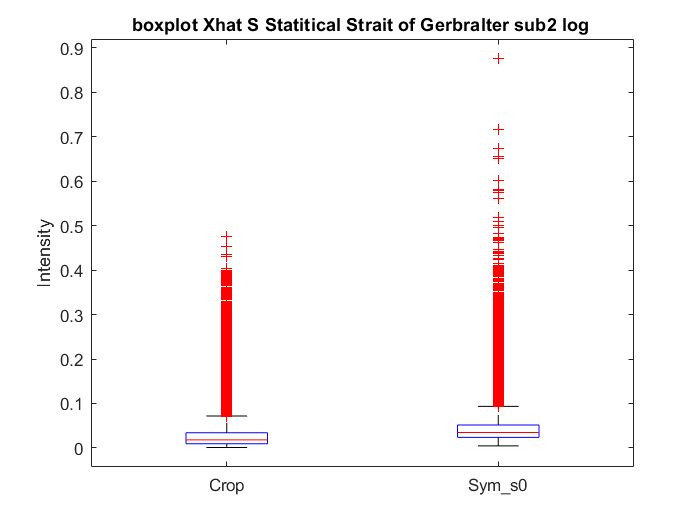 boxplot Xhat S Statitical Strait of Gerbralter sub2 log
0.9
0.8
0.7
0.6
0.5
0.4
0.3
0.2
0.1
0
Intensity
Crop
Sym_s0